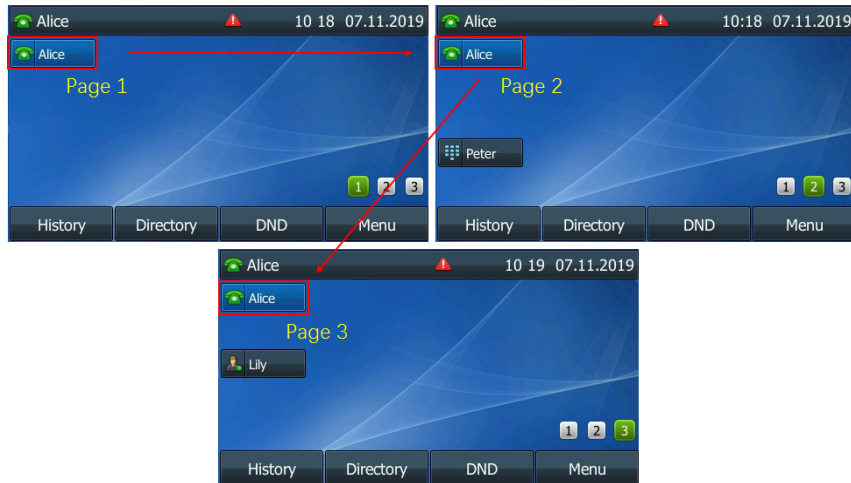 Alice 10 18 07.11.2019
Alice
Page 1
1 2 3
History Directory DND Menu
Alice 10:18 07.11.2019
Alice
Page 2
Peter
1 2 3
History Directory DND Menu
Alice 10 19 07.11.2019
Alice
Page 3
Lily
1 2 3
History Directory DND Menu